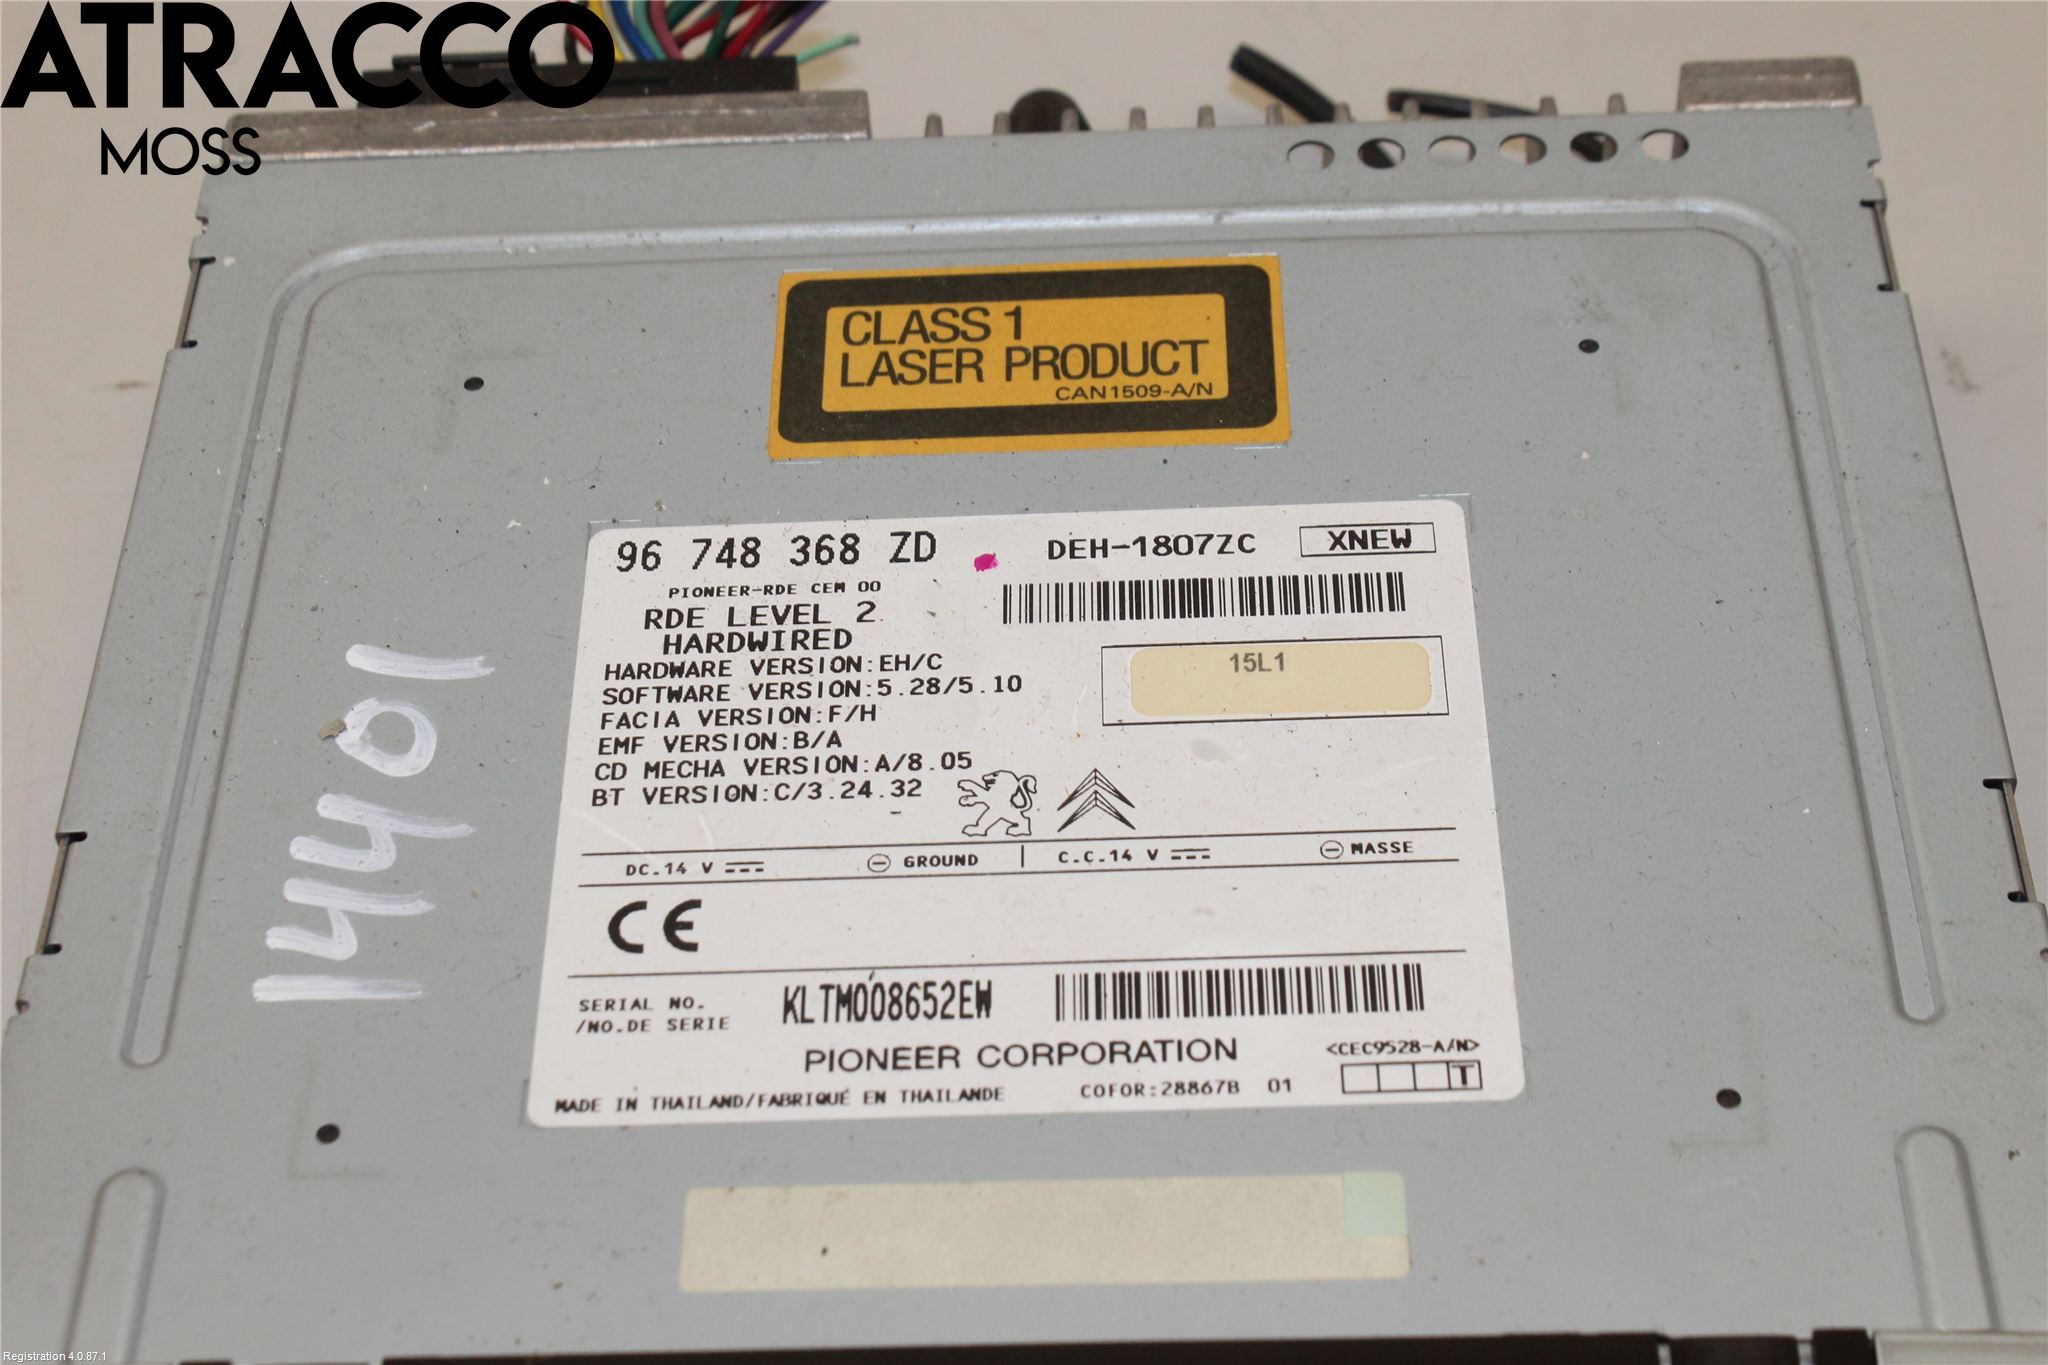 ATRACCO
MOSS
CLASS 1
LASER PRODUCT
CAN1509-A/N
96 748 368 ZD
DEH-1807ZC
XNEW
PIONEER-RDE CEM 00
RDE LEVEL 2
HARDWIRED
HARDWARE VERSION:EH/C
SOFTWARE VERSION:5.28/5.10
FACIA VERSION:F/H
EMF VERSION:B/A
CD MECHA VERSION:A/8.05
BT VERSION:C/3.24.32
15L1
DC.14 V
GROUND
C.C.14 V
MASSE
CE
SERIAL NO.
/NO.DE SERIE
KLTM008652EW
PIONEER CORPORATION
<CEC9528-A/N>
MADE IN THAILAND/FABRIQUÉ EN THAILANDE
COFOR:28867B 01
T
14401
Registration 4.0.87.1